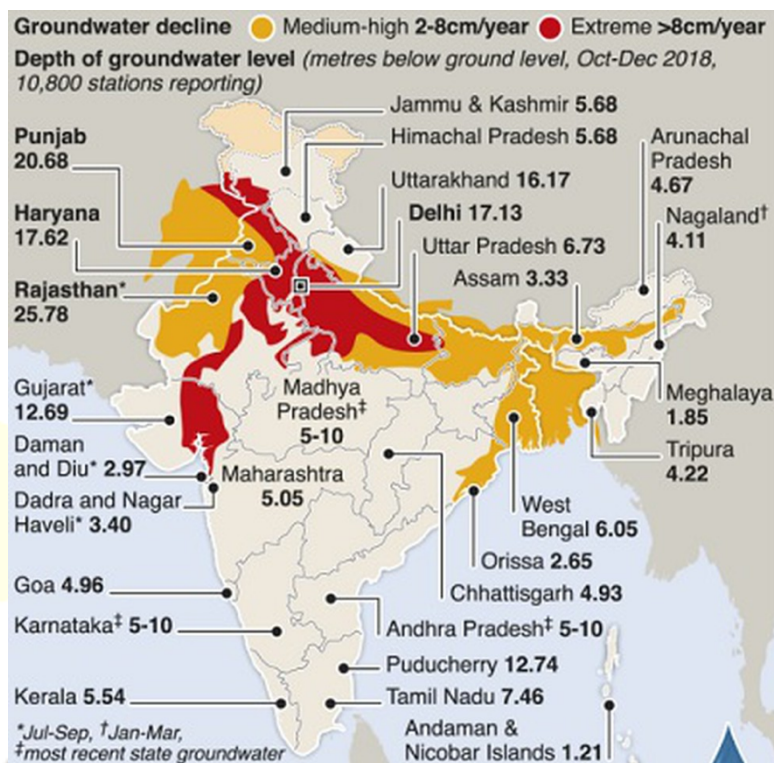 Groundwater decline Medium-high 2-8cm/year Extreme >8cm/year
Depth of groundwater level (metres below ground level, Oct-Dec 2018,
10,800 stations reporting)
Jammu & Kashmir 5.68
Himachal Pradesh 5.68
Arunachal
Pradesh
4.67
Punjab
20.68
Uttarakhand 16.17
Haryana
17.62
Delhi 17.13
Nagaland†
4.11
Uttar Pradesh 6.73
Assam 3.33
Rajasthan*
25.78
Gujarat*
12.69
Madhya
Pradesh‡
5-10
Meghalaya
1.85
Daman
and Diu* 2.97
Maharashtra
5.05
Tripura
4.22
Dadra and Nagar
Haveli* 3.40
West
Bengal 6.05
Orissa 2.65
Goa 4.96
Chhattisgarh 4.93
Karnataka‡ 5-10
Andhra Pradesh‡ 5-10
Puducherry 12.74
Kerala 5.54
Tamil Nadu 7.46
*Jul-Sep, †Jan-Mar,
‡most recent state groundwater
Andaman &
Nicobar Islands 1.21